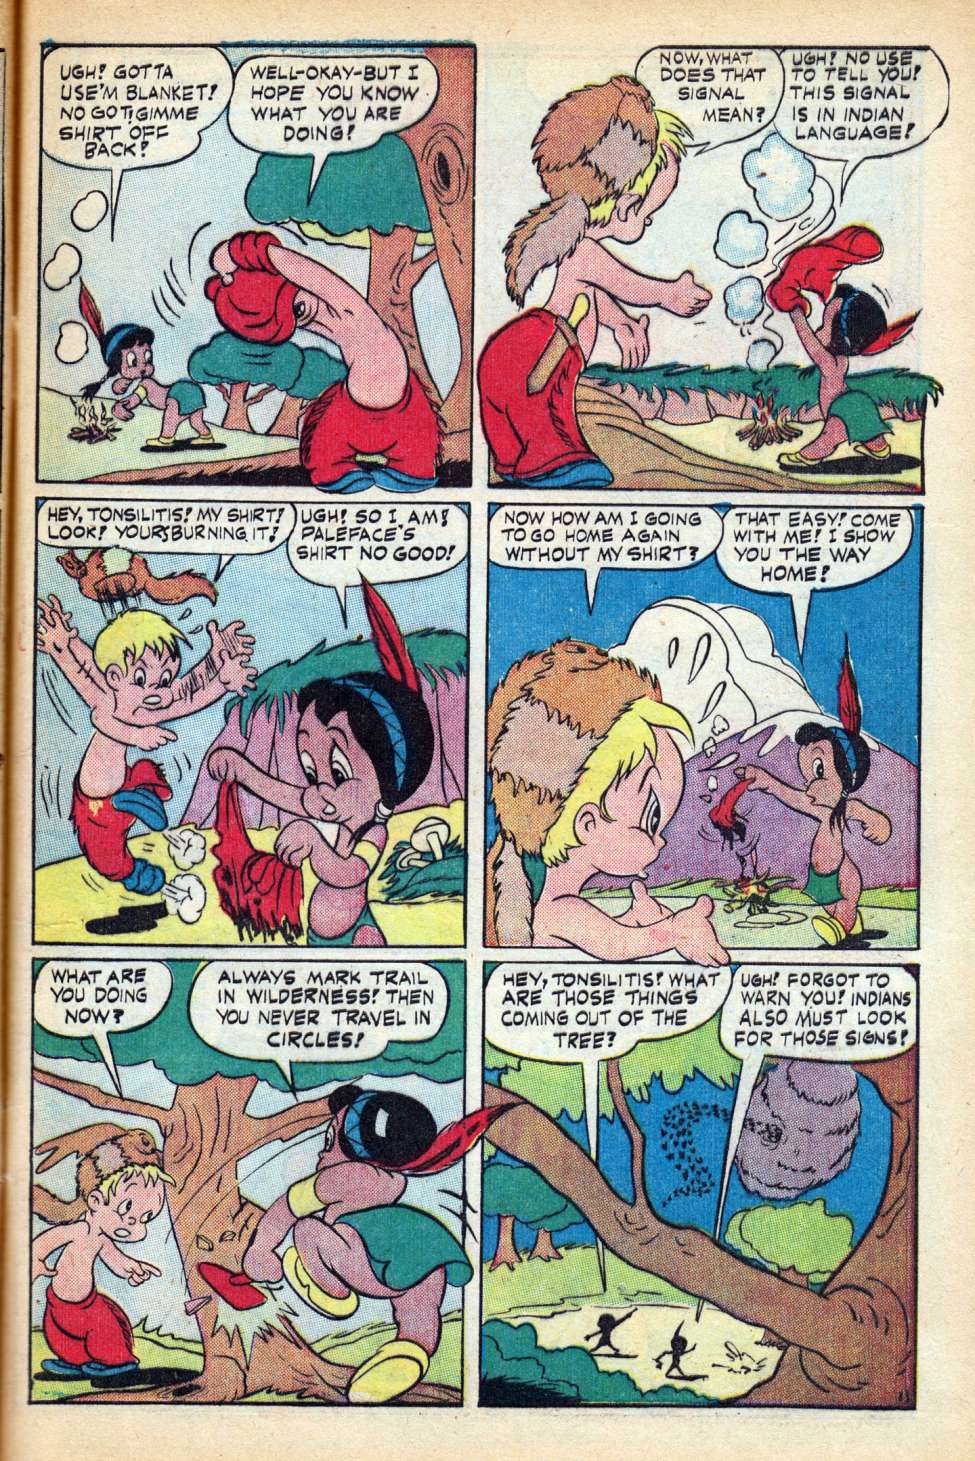 UGH! GOTTA
USE'M BLANKET!
NO GOT! GIMME
SHIRT OFF
BACK!
WELL-OKAY-BUT I
HOPE YOU KNOW
WHAT YOU ARE
DOING!
NOW, WHAT
DOES THAT
SIGNAL
MEAN?
UGH! NO USE
TO TELL YOU!
THIS SIGNAL
IS IN INDIAN
LANGUAGE!
HEY, TONSILITIS! MY SHIRT!
LOOK! YOUR BURNING IT!
UGH! SO I AM!
PALEFACE'S
SHIRT NO GOOD!
NOW HOW AM I GOING
TO GO HOME AGAIN
WITHOUT MY SHIRT?
THAT EASY! COME
WITH ME! I SHOW
YOU THE WAY
HOME!
WHAT ARE
YOU DOING
NOW?
ALWAYS MARK TRAIL
IN WILDERNESS! THEN
YOU NEVER TRAVEL IN
CIRCLES!
HEY, TONSILITIS! WHAT
ARE THOSE THINGS
COMING OUT OF THE
TREE?
UGH! FORGOT TO
WARN YOU! INDIANS
ALSO MUST LOOK
FOR THOSE SIGNS!